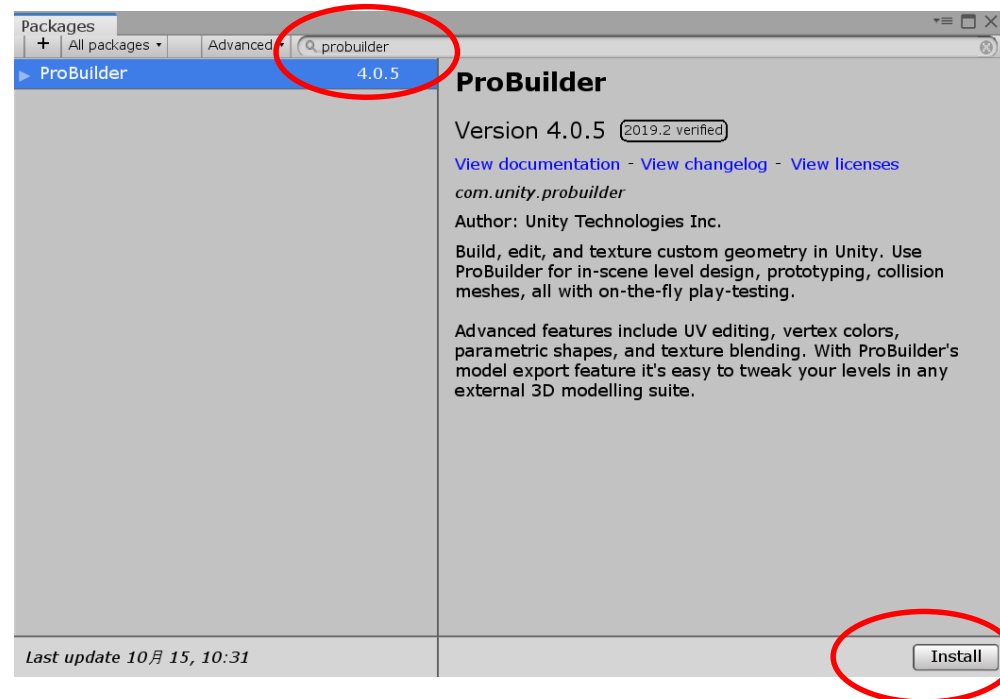 Packages
+ All packages Advanced probuilder
ProBuilder 4.0.5
ProBuilder
Version 4.0.5 2019.2 verified
View documentation - View changelog - View licenses
com.unity.probuilder
Author: Unity Technologies Inc.
Build, edit, and texture custom geometry in Unity. Use
ProBuilder for in-scene level design, prototyping, collision
meshes, all with on-the-fly play-testing.
Advanced features include UV editing, vertex colors,
parametric shapes, and texture blending. With ProBuilder's
model export feature it's easy to tweak your levels in any
external 3D modelling suite.
Last update 10月 15, 10:31
Install